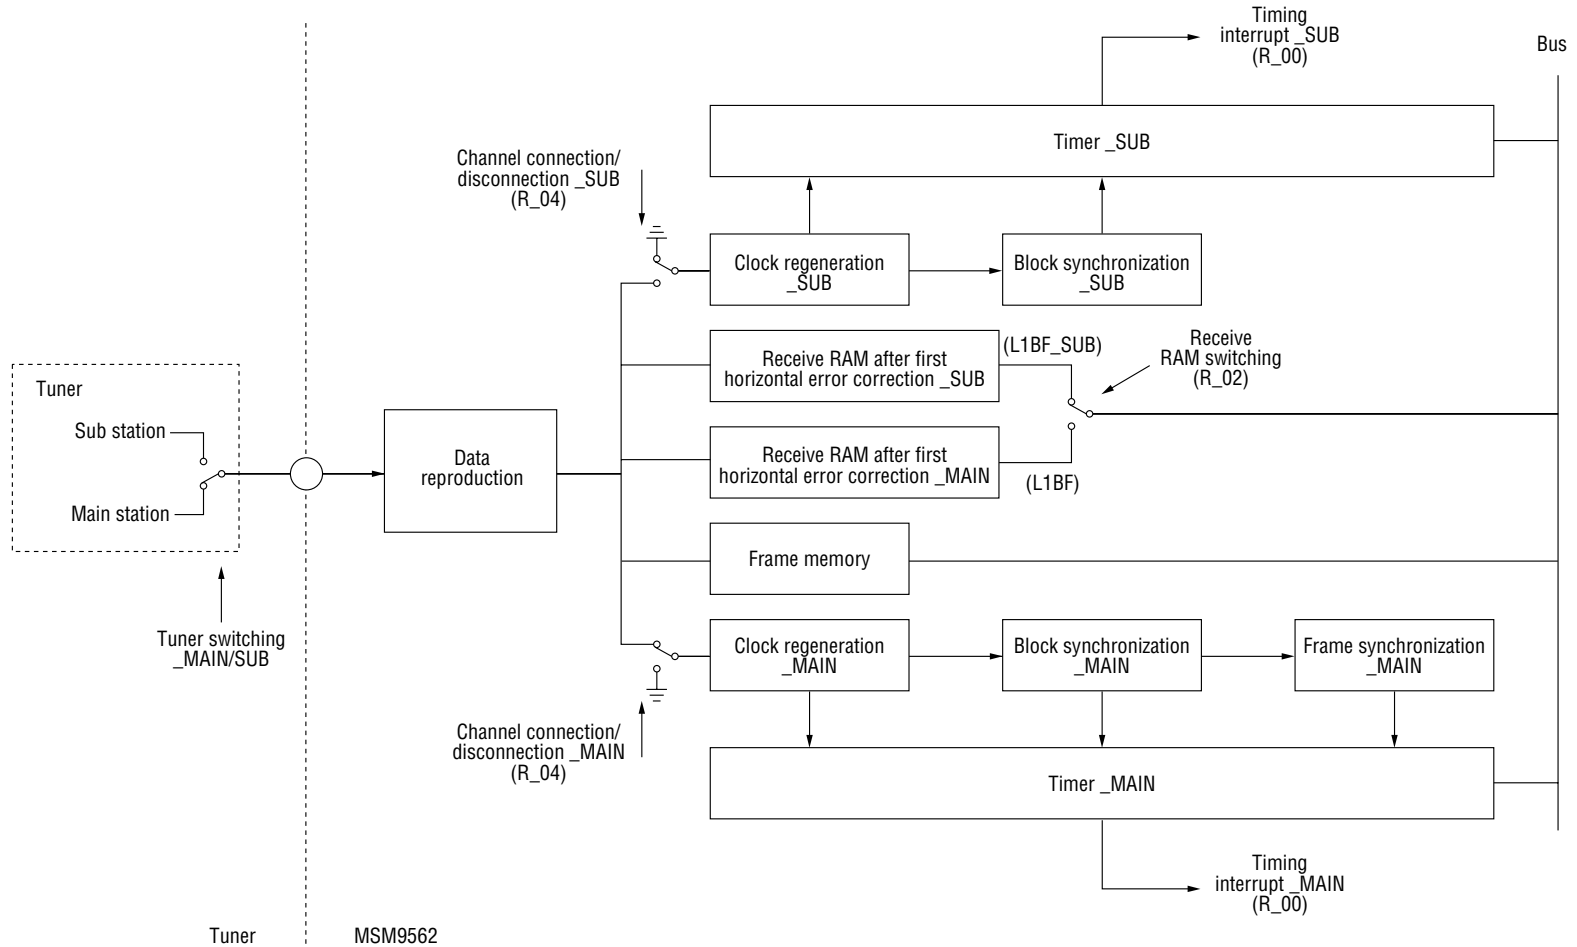 Timing
interrupt _SUB
(R_00)
Bus
Timer _SUB
Channel connection/
disconnection _SUB
(R_04)
Clock regeneration
_SUB
Block synchronization
_SUB
Receive RAM after first
horizontal error correction _SUB
(L1BF_SUB)
Receive
RAM switching
(R_02)
Tuner
Sub station
Main station
Data
reproduction
Receive RAM after first
horizontal error correction _MAIN
(L1BF)
Frame memory
Tuner switching
_MAIN/SUB
Clock regeneration
_MAIN
Block synchronization
_MAIN
Frame synchronization
_MAIN
Channel connection/
disconnection _MAIN
(R_04)
Timer _MAIN
Timing
interrupt _MAIN
(R_00)
Tuner
MSM9562